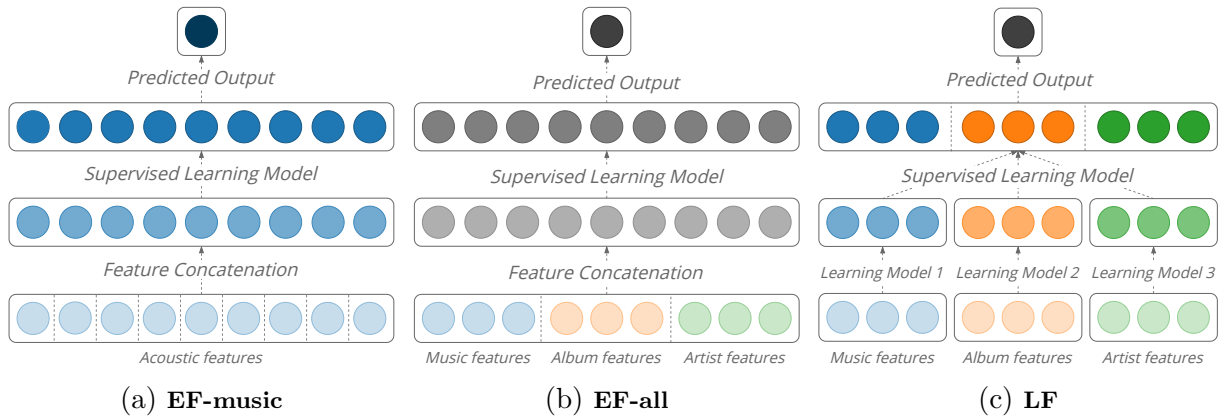 Predicted Output
Supervised Learning Model
Feature Concatenation
Acoustic features
(a) EF-music
Predicted Output
Supervised Learning Model
Feature Concatenation
Music features Album features Artist features
(b) EF-all
Predicted Output
Supervised Learning Model
Learning Model 1 Learning Model 2 Learning Model 3
Music features Album features Artist features
(c) LF